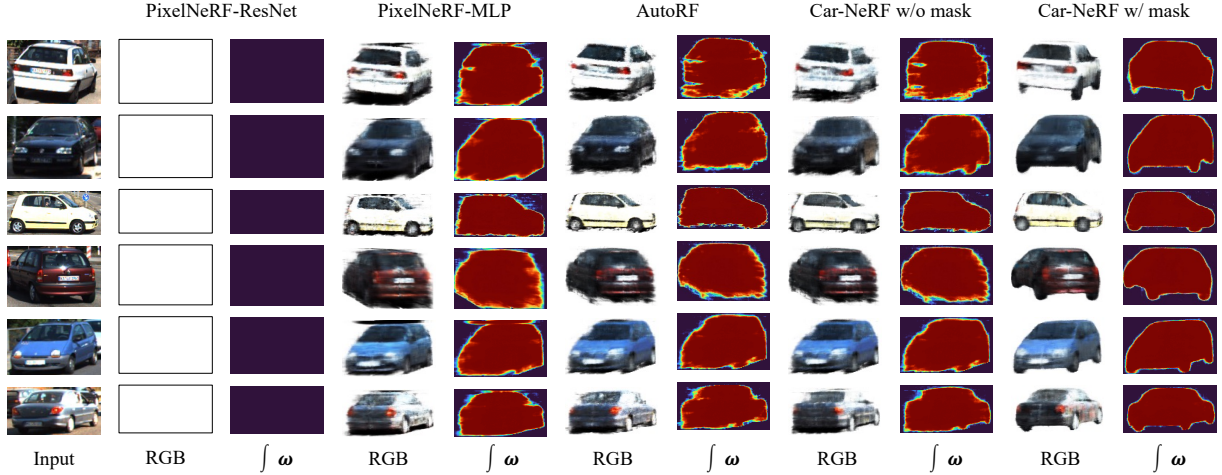 PixelNeRF-ResNet PixelNeRF-MLP AutoRF Car-NeRF w/o mask Car-NeRF w/ mask
Input RGB ∫ ω RGB ∫ ω RGB ∫ ω RGB ∫ ω RGB ∫ ω